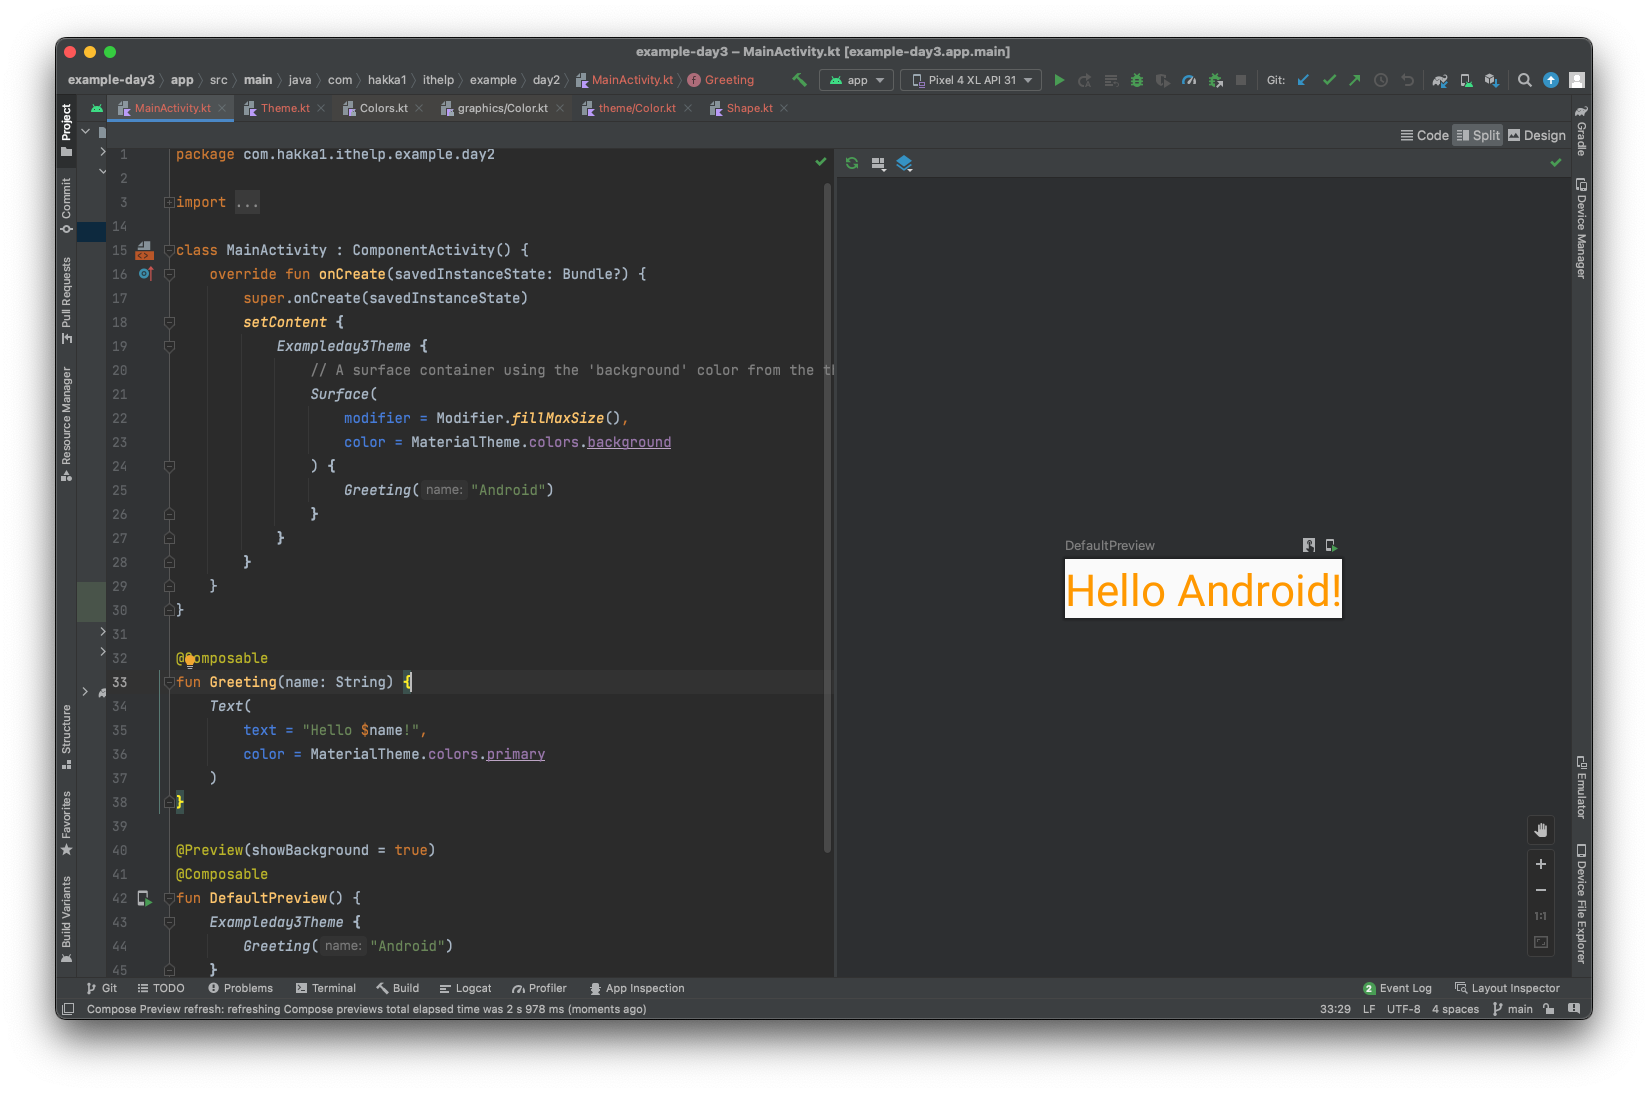 example-day3 – MainActivity.kt [example-day3.app.main]
example-day3 app src main java com hakka1 ithelp example day2 MainActivity.kt Greeting app Pixel 4 XL API 31 Git:
MainActivity.kt Theme.kt Colors.kt graphics/Color.kt theme/Color.kt Shape.kt
Code Split Design
Project
Commit
Pull Requests
Resource Manager
Structure
Favorites
Build Variants
1 package com.hakka1.ithelp.example.day2
2
3 import ...
14
15 class MainActivity : ComponentActivity() {
16 override fun onCreate(savedInstanceState: Bundle?) {
17 super.onCreate(savedInstanceState)
18 setContent {
19 Exampleday3Theme {
20 // A surface container using the 'background' color from the th
21 Surface(
22 modifier = Modifier.fillMaxSize(),
23 color = MaterialTheme.colors.background
24 ) {
25 Greeting( name: "Android")
26 }
27 }
28 }
29 }
30 }
31
32 @Composable
33 fun Greeting(name: String) {
34 Text(
35 text = "Hello $name!",
36 color = MaterialTheme.colors.primary
37 )
38 }
39
40 @Preview(showBackground = true)
41 @Composable
42 fun DefaultPreview() {
43 Exampleday3Theme {
44 Greeting( name: "Android")
45 }
DefaultPreview
Hello Android!
1:1
Gradle
Device Manager
Emulator
Device File Explorer
Git TODO Problems Terminal Build Logcat Profiler App Inspection 2 Event Log Layout Inspector
Compose Preview refresh: refreshing Compose previews total elapsed time was 2 s 978 ms (moments ago) 33:29 LF UTF-8 4 spaces main